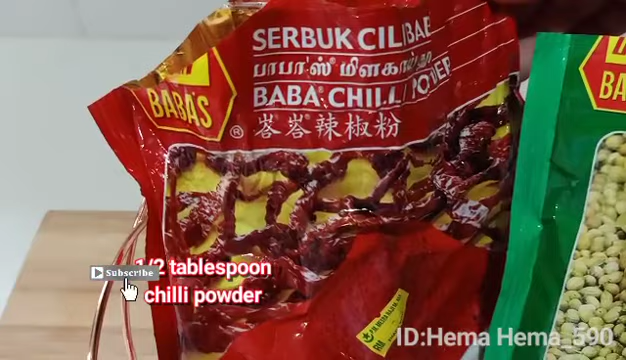 SERBUK CILI BABA
பாபா'ஸ் மிளகாய்
BABA'S CHILLI POWDER
峇峇辣椒粉
BABA'S
®
BA
1/2 tablespoon
Subscribe
chilli powder
ID:Hema Hema_590